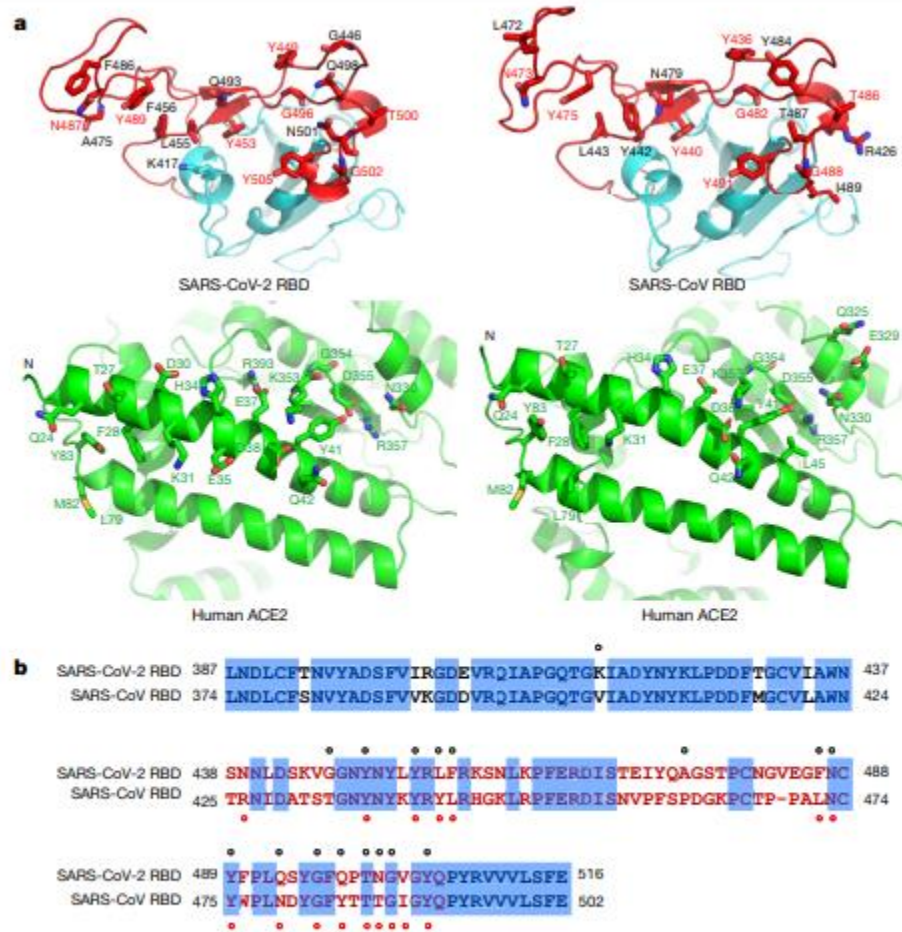 a
G446
Y449
Q498
F486
Q493
F456
G496
T500
N487
Y489
A475
L455
Y453
N501
K417
Y505
G502
SARS-CoV-2 RBD
L472
Y436
Y484
N473
N479
T486
Y475
G482
T487
L443
Y442
Y440
R426
Y491
G488
I489
SARS-CoV RBD
N
T27
D30
R393
G354
H34
K353
D355
N330
E37
Q24
F28
D38
Y41
R357
Y83
K31
E35
Q42
M82
L79
Human ACE2
Q325
E329
N
T27
H34
E37
K353
G354
D355
Q24
Y83
D38
Y41
N330
F28
K31
R357
L45
Q42
M82
L79
Human ACE2
b
SARS-CoV-2 RBD 387 LNDLCFTNVYADSFVIRGDEVRQIAPGQTGKIADYNYKLPDDFTGCVIAWN 437
SARS-CoV RBD 374 LNDLCFSNVYADSFVVKGDDVRQIAPGQTGVIADYNYKLPDDFMGCVLAWN 424
SARS-CoV-2 RBD 438 SNNLDSKVGGNYNYLYRLFRKSNLKPFERDISTEIYQAGSTPCNGVEGFNC 488
SARS-CoV RBD 425 TRNIDATSTGNYNYKYRYLRHGKLRPFERDISNVPFSPDGKPCTP-PALNC 474
SARS-CoV-2 RBD 489 YFPLQSYGFQPTNGVGYQPYRVVVLSFE 516
SARS-CoV RBD 475 YWPLNDYGFYTTTGIGYQPYRVVVLSFE 502